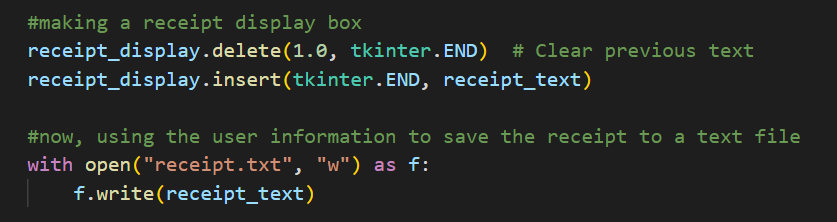 #making a receipt display box
receipt_display.delete(1.0, tkinter.END)  # Clear previous text
receipt_display.insert(tkinter.END, receipt_text)
#now, using the user information to save the receipt to a text file
with open("receipt.txt", "w") as f:
    f.write(receipt_text)